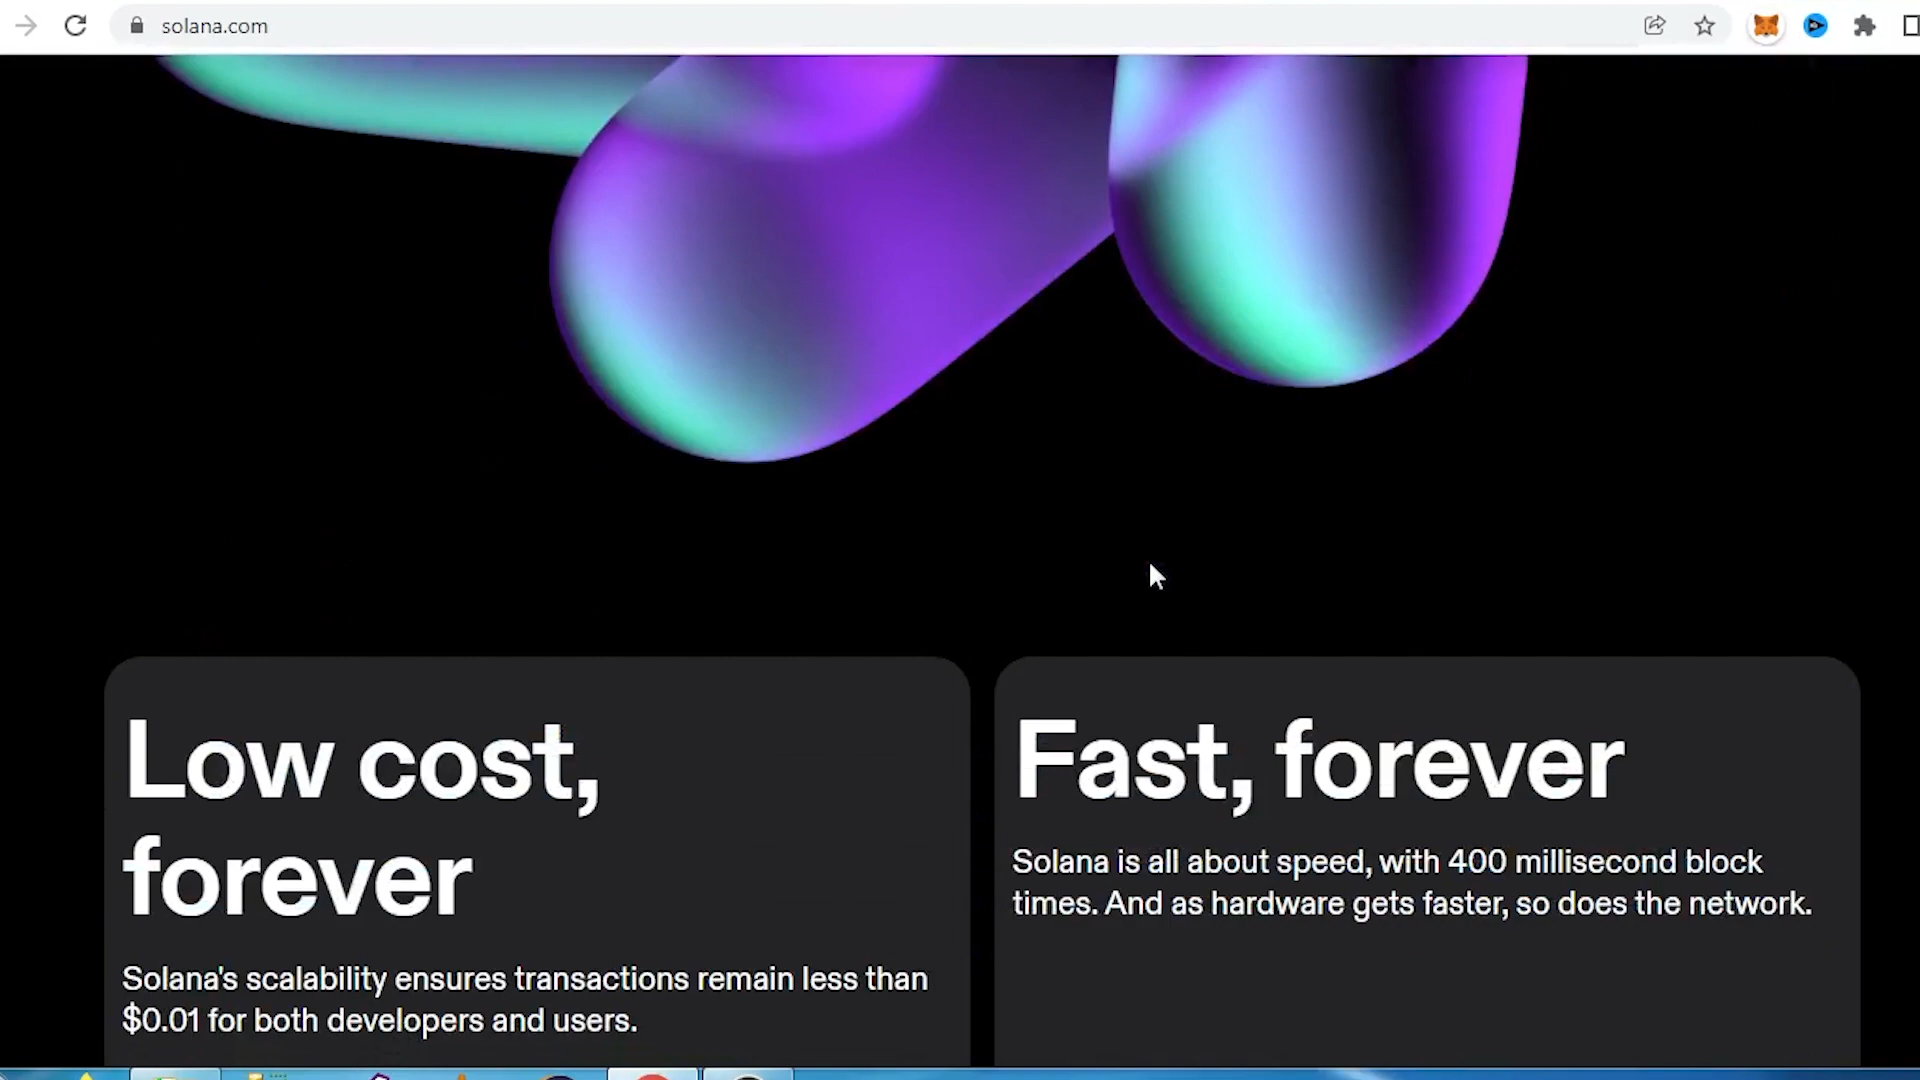 solana.com
Low cost,
forever
Solana's scalability ensures transactions remain less than
$0.01 for both developers and users.
Fast, forever
Solana is all about speed, with 400 millisecond block
times. And as hardware gets faster, so does the network.